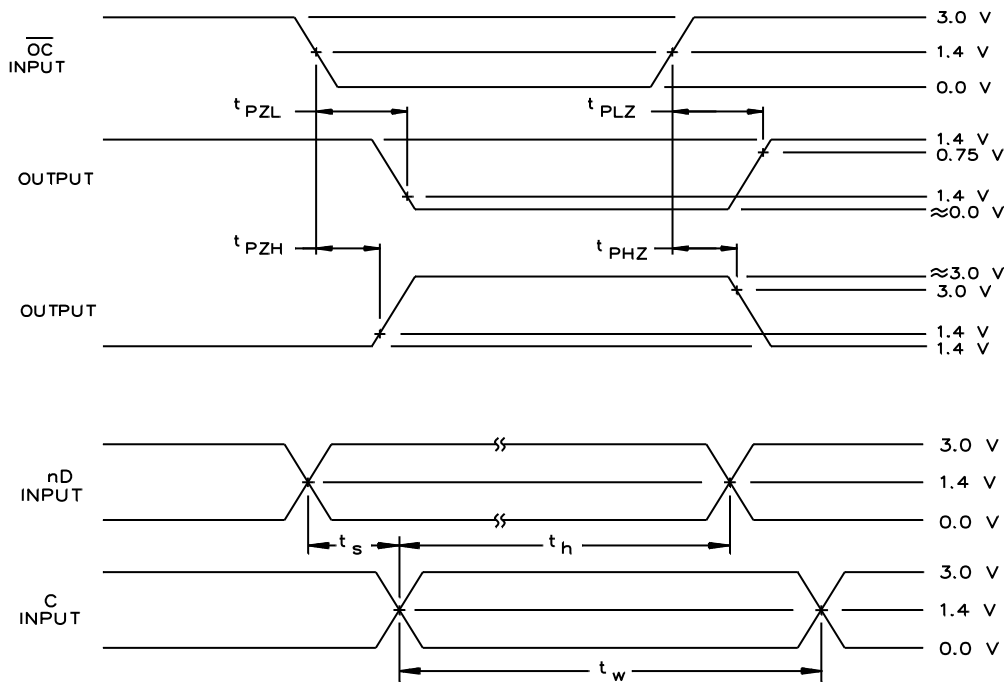 3.0 V
OC
INPUT
1.4 V
0.0 V
t PZL
t PLZ
1.4 V
0.75 V
OUTPUT
1.4 V
≈0.0 V
t PZH
t PHZ
≈3.0 V
3.0 V
OUTPUT
1.4 V
1.4 V
3.0 V
nD
INPUT
1.4 V
0.0 V
t s
t h
3.0 V
C
INPUT
1.4 V
0.0 V
t w